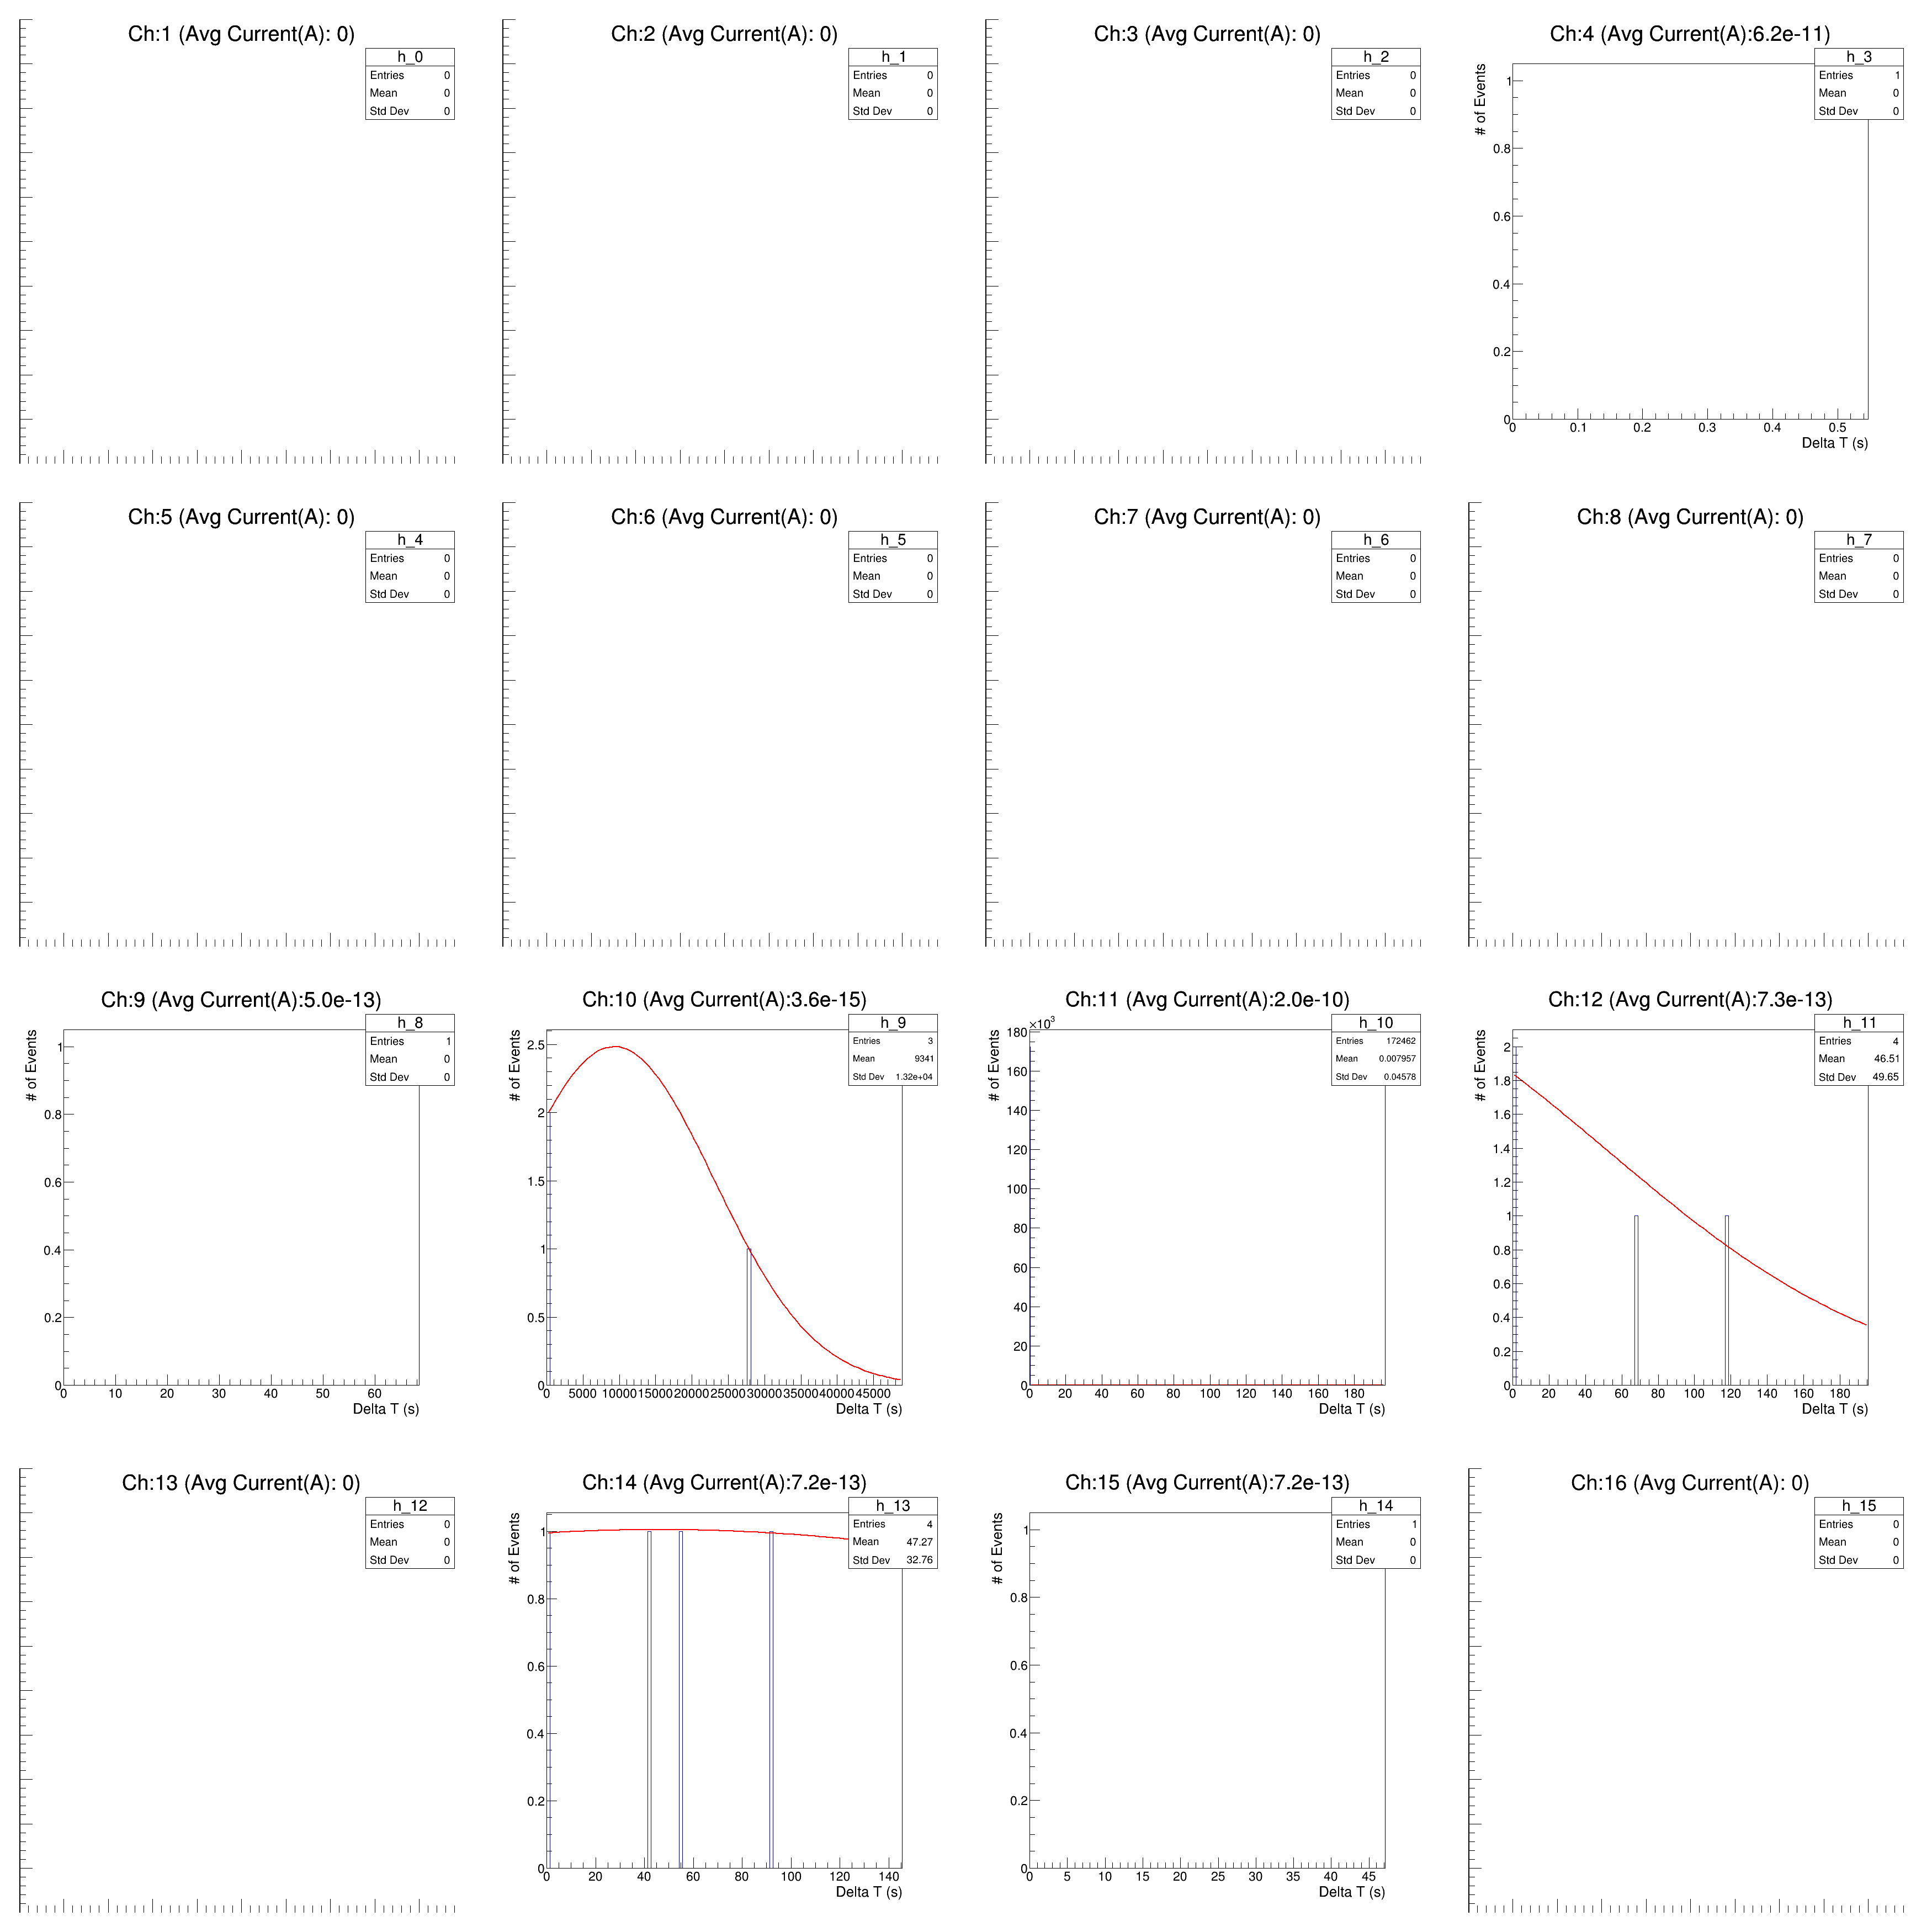 Ch:1 (Avg Current(A): 0)
h_0
Entries 0
Mean 0
Std Dev 0
Ch:2 (Avg Current(A): 0)
h_1
Entries 0
Mean 0
Std Dev 0
Ch:3 (Avg Current(A): 0)
h_2
Entries 0
Mean 0
Std Dev 0
Ch:4 (Avg Current(A):6.2e-11)
h_3
Entries 1
Mean 0
Std Dev 0
# of Events
1
0.8
0.6
0.4
0.2
0
0 0.1 0.2 0.3 0.4 0.5
Delta T (s)
Ch:5 (Avg Current(A): 0)
h_4
Entries 0
Mean 0
Std Dev 0
Ch:6 (Avg Current(A): 0)
h_5
Entries 0
Mean 0
Std Dev 0
Ch:7 (Avg Current(A): 0)
h_6
Entries 0
Mean 0
Std Dev 0
Ch:8 (Avg Current(A): 0)
h_7
Entries 0
Mean 0
Std Dev 0
Ch:9 (Avg Current(A):5.0e-13)
h_8
Entries 1
Mean 0
Std Dev 0
# of Events
1
0.8
0.6
0.4
0.2
0
0 10 20 30 40 50 60
Delta T (s)
Ch:10 (Avg Current(A):3.6e-15)
h_9
Entries 3
Mean 9341
Std Dev 1.32e+04
# of Events
2.5
2
1.5
1
0.5
0
0 5000 10000 15000 20000 25000 30000 35000 40000 45000
Delta T (s)
Ch:11 (Avg Current(A):2.0e-10)
×10³
h_10
Entries 172462
Mean 0.007957
Std Dev 0.04578
# of Events
180
160
140
120
100
80
60
40
20
0
0 20 40 60 80 100 120 140 160 180
Delta T (s)
Ch:12 (Avg Current(A):7.3e-13)
h_11
Entries 4
Mean 46.51
Std Dev 49.65
# of Events
2
1.8
1.6
1.4
1.2
1
0.8
0.6
0.4
0.2
0
0 20 40 60 80 100 120 140 160 180
Delta T (s)
Ch:13 (Avg Current(A): 0)
h_12
Entries 0
Mean 0
Std Dev 0
Ch:14 (Avg Current(A):7.2e-13)
h_13
Entries 4
Mean 47.27
Std Dev 32.76
# of Events
1
0.8
0.6
0.4
0.2
0
0 20 40 60 80 100 120 140
Delta T (s)
Ch:15 (Avg Current(A):7.2e-13)
h_14
Entries 1
Mean 0
Std Dev 0
# of Events
1
0.8
0.6
0.4
0.2
0
0 5 10 15 20 25 30 35 40 45
Delta T (s)
Ch:16 (Avg Current(A): 0)
h_15
Entries 0
Mean 0
Std Dev 0